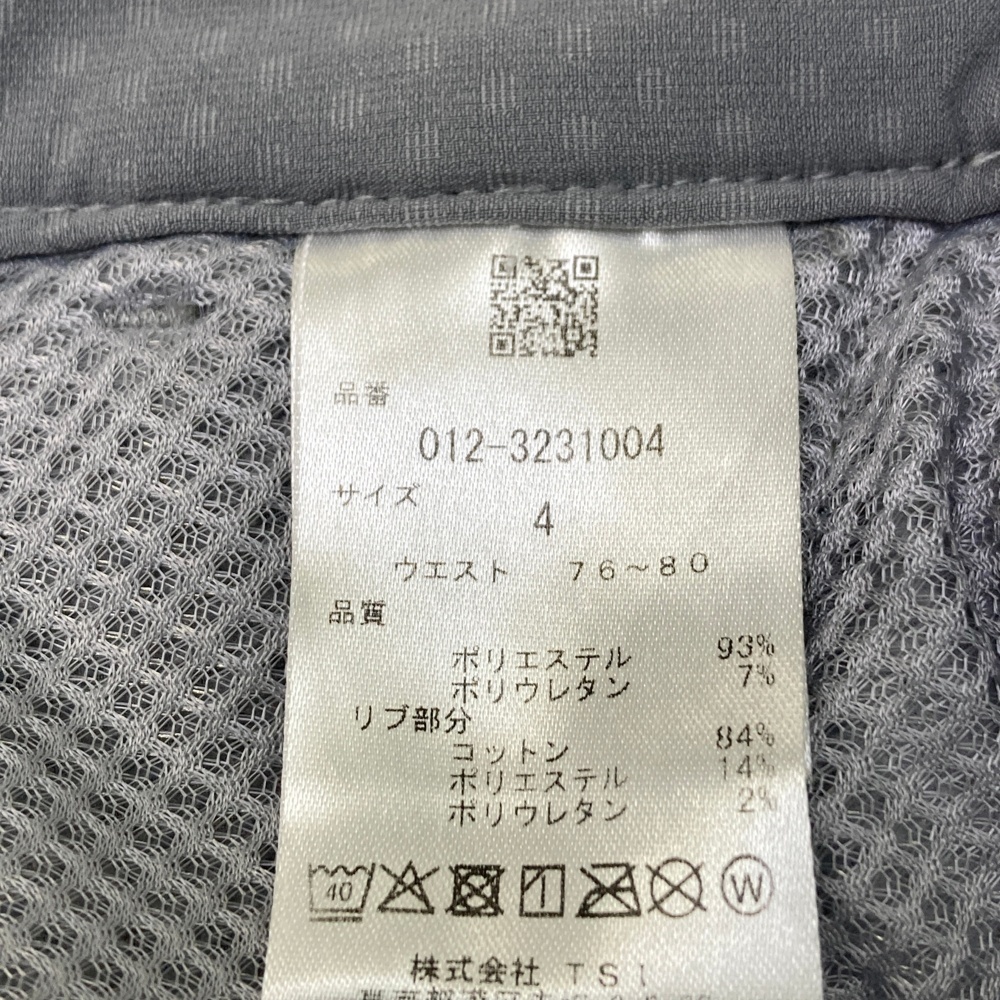 品番
012-3231004
サイズ
4
ウエスト 76~80
品質
ポリエステル 93%
ポリウレタン 7%
リブ部分
コットン 84%
ポリエステル 14%
ポリウレタン 2%
40 W
株式会社 TSI